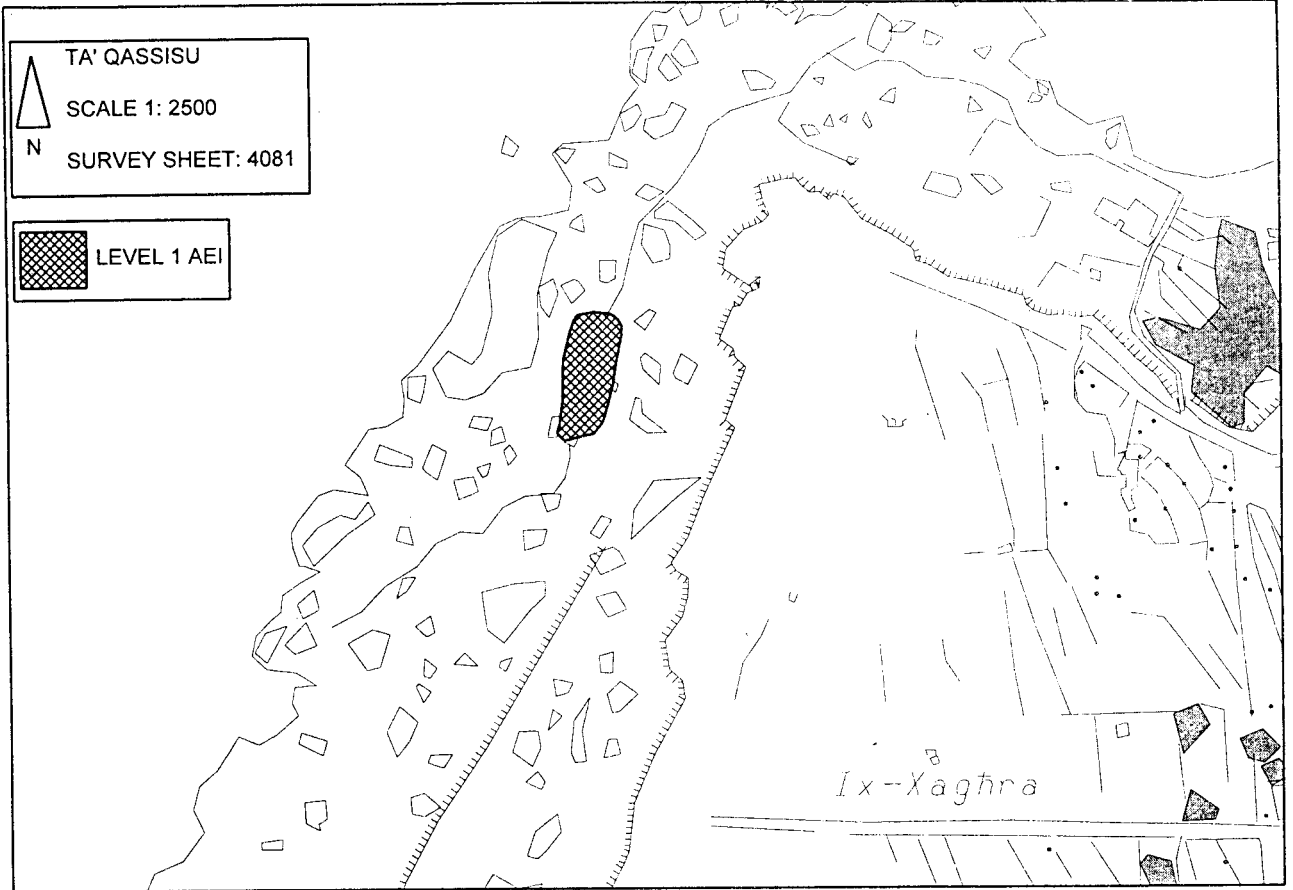 TA' QASSISU
SCALE 1: 2500
N
SURVEY SHEET: 4081
LEVEL 1 AEI
Ix-Xagħra